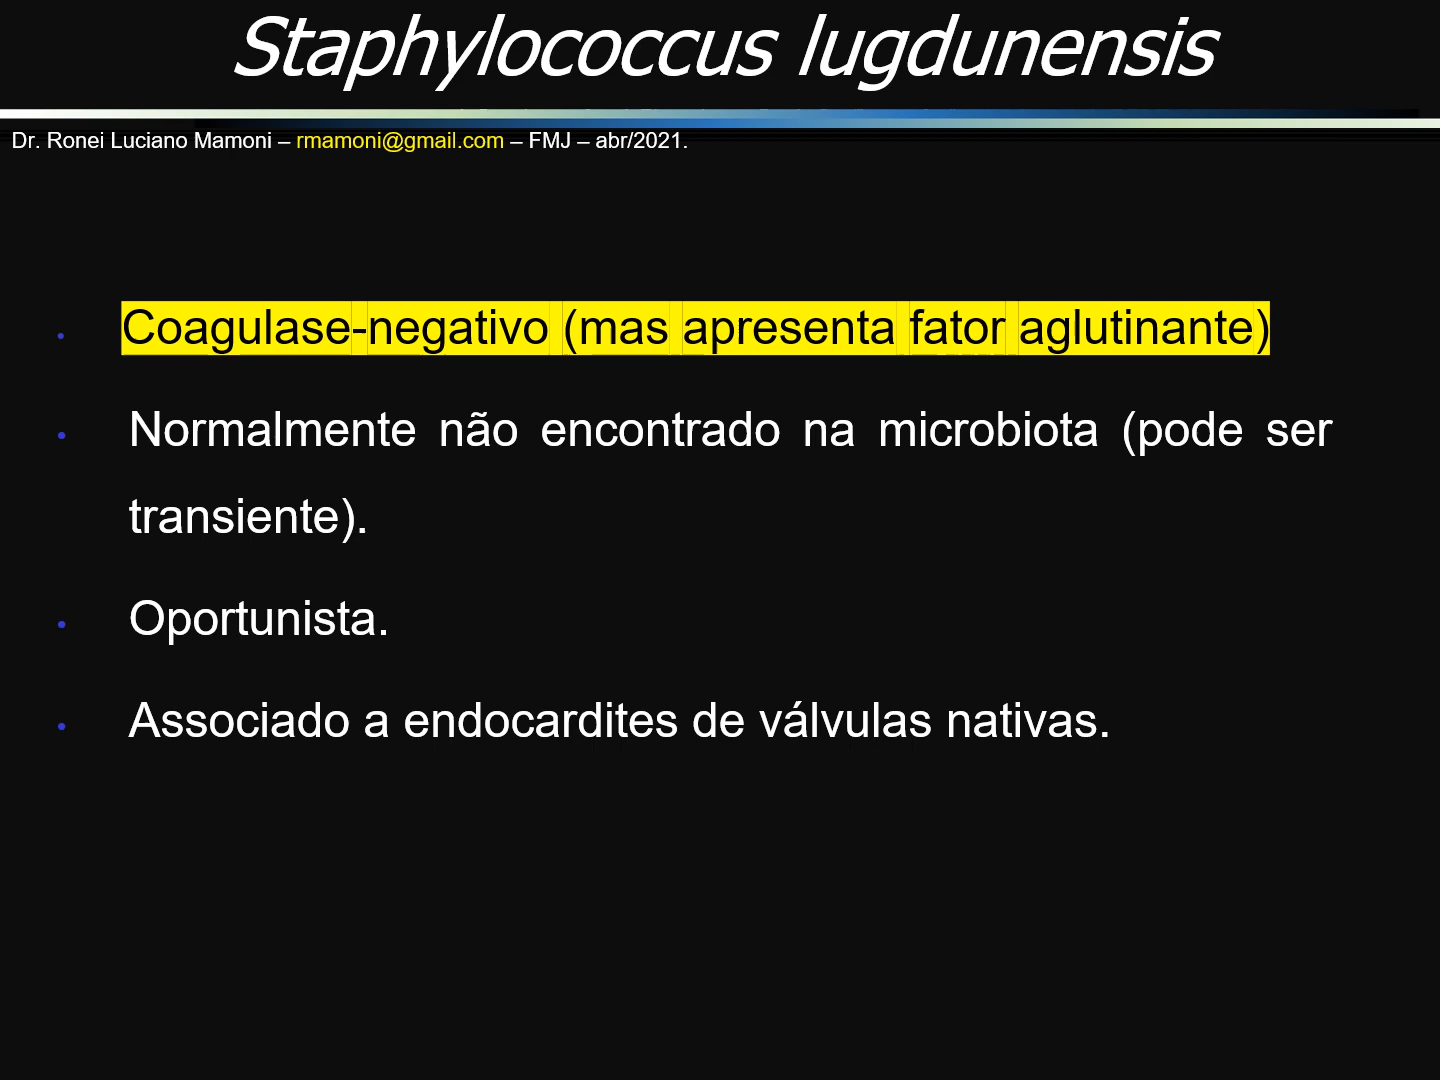 Staphylococcus lugdunensis
Dr. Ronei Luciano Mamoni – rmamoni@gmail.com – FMJ – abr/2021.
• Coagulase-negativo (mas apresenta fator aglutinante)
• Normalmente não encontrado na microbiota (pode ser
transiente).
• Oportunista.
• Associado a endocardites de válvulas nativas.